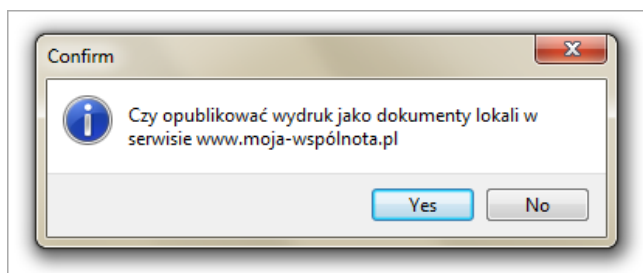 Confirm
Czy opublikować wydruk jako dokumenty lokali w
serwisie www.moja-wspólnota.pl
Yes
No